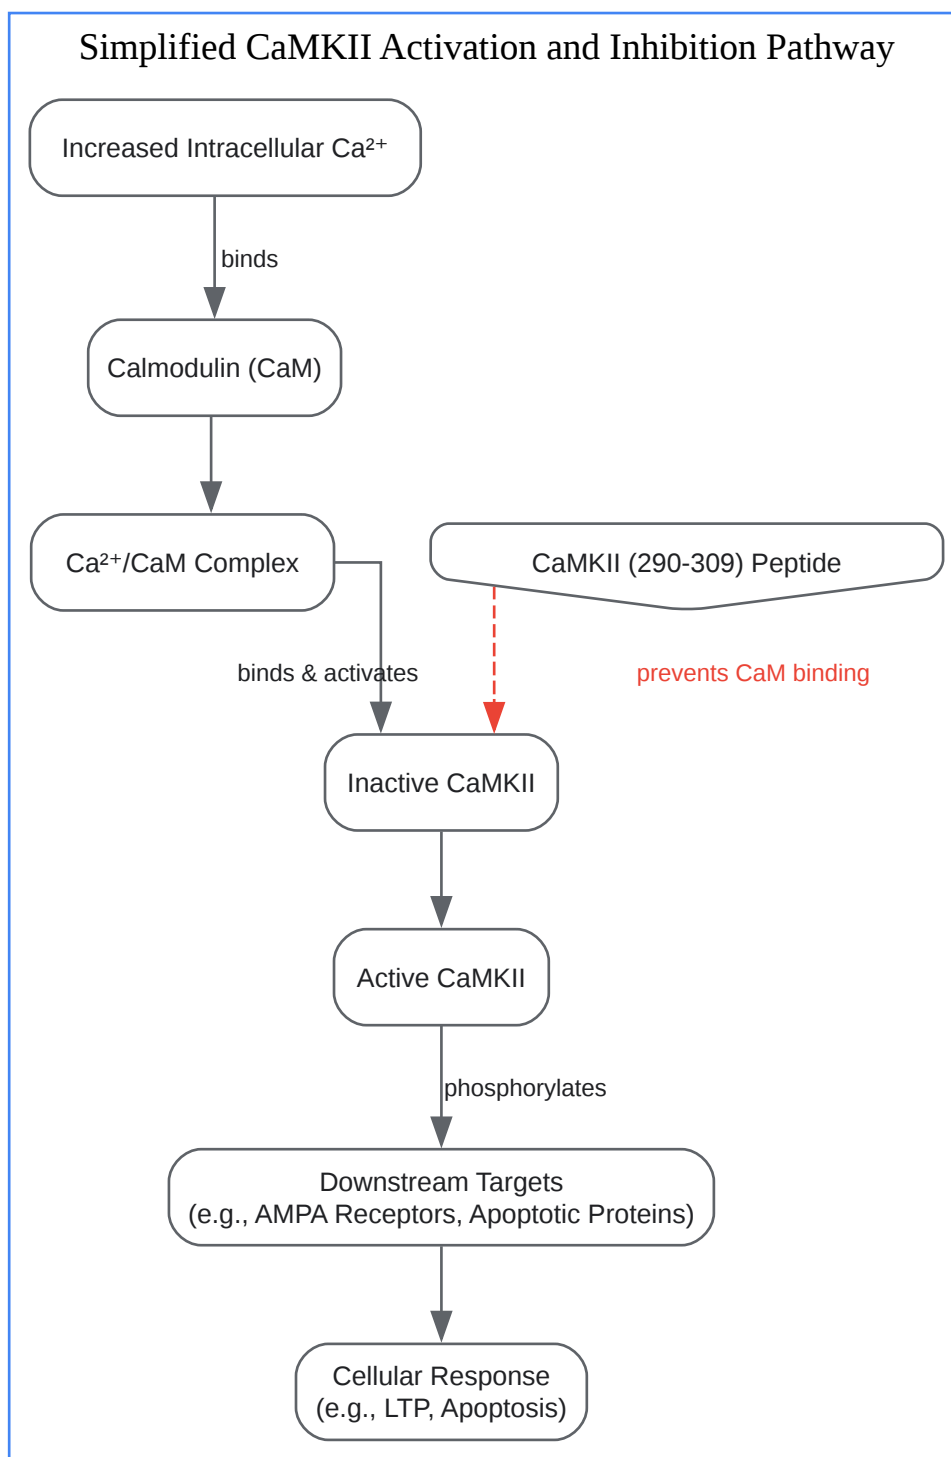 Simplified CaMKII Activation and Inhibition Pathway
Increased Intracellular Ca²⁺
binds
Calmodulin (CaM)
Ca²⁺/CaM Complex
CaMKII (290-309) Peptide
binds & activates
prevents CaM binding
Inactive CaMKII
Active CaMKII
phosphorylates
Downstream Targets
(e.g., AMPA Receptors, Apoptotic Proteins)
Cellular Response
(e.g., LTP, Apoptosis)